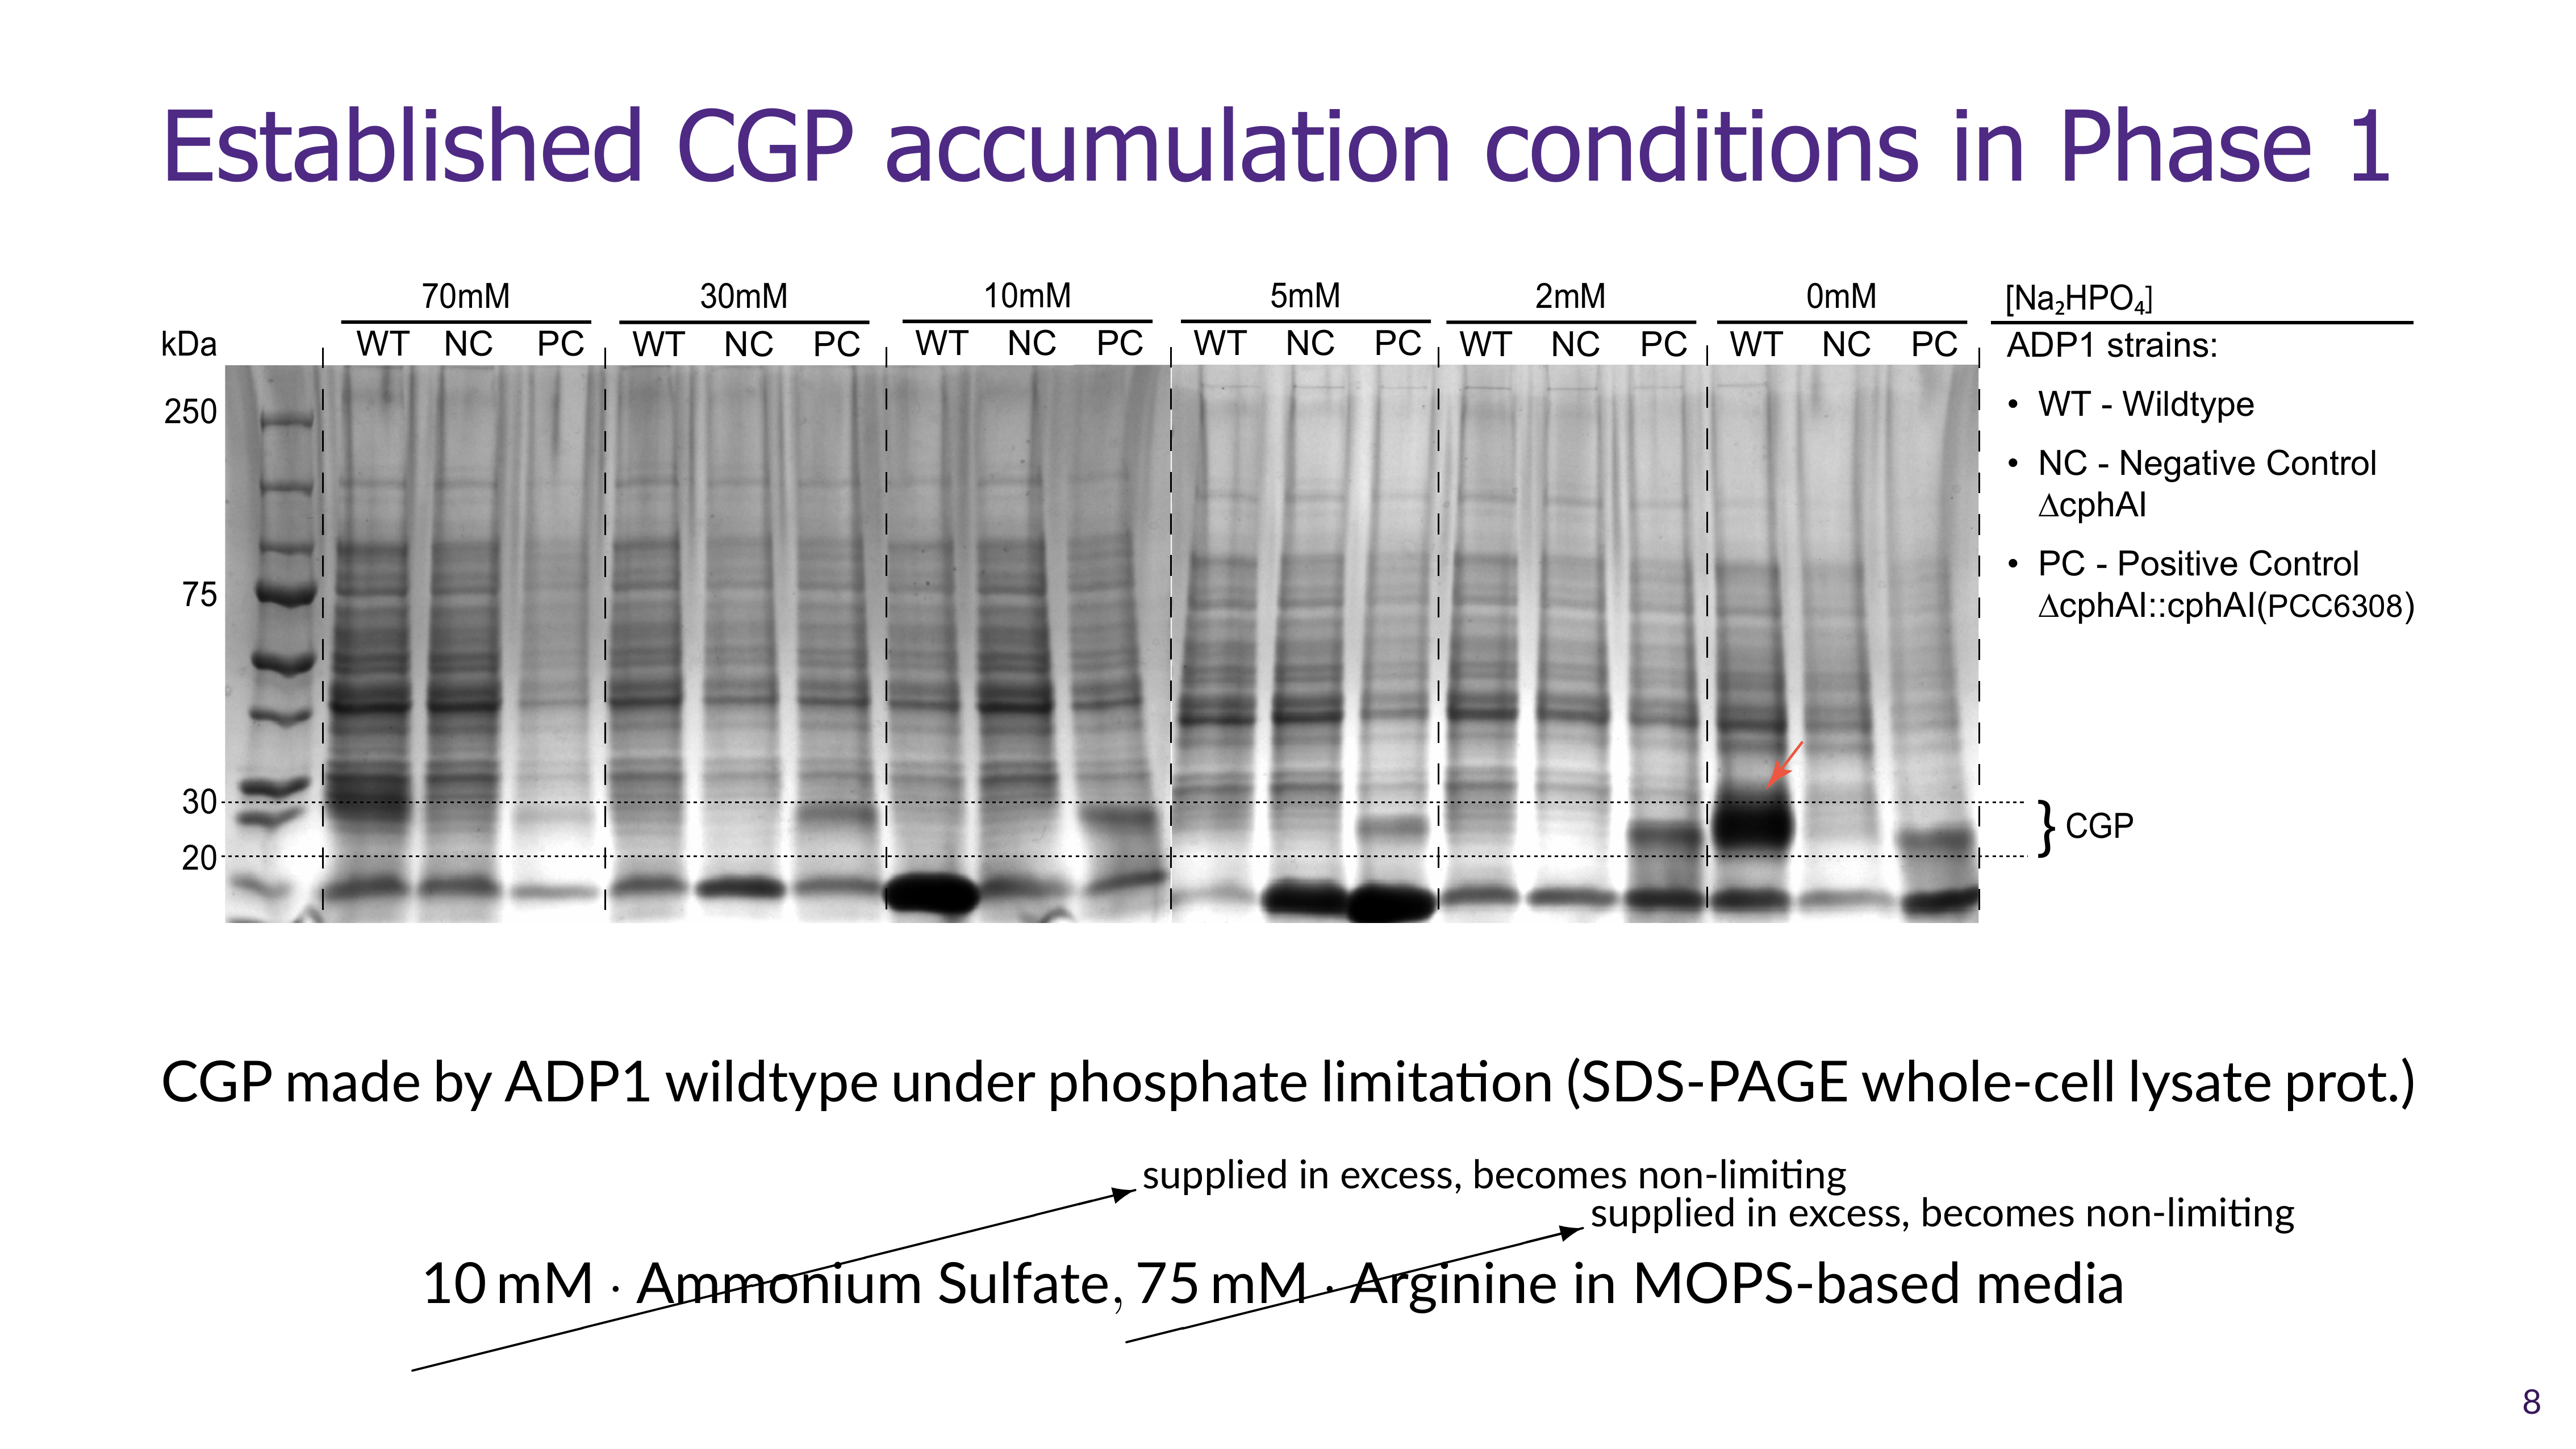 Established CGP accumulation conditions in Phase 1
70mM 30mM 10mM 5mM 2mM 0mM [Na₂HPO₄]
kDa WT NC PC WT NC PC WT NC PC WT NC PC WT NC PC WT NC PC ADP1 strains:
250
75
30
20
• WT - Wildtype
• NC - Negative Control
ΔcphAI
• PC - Positive Control
ΔcphAI::cphAI(PCC6308)
} CGP
CGP made by ADP1 wildtype under phosphate limitation (SDS-PAGE whole-cell lysate prot.)
supplied in excess, becomes non-limiting
supplied in excess, becomes non-limiting
10 mM · Ammonium Sulfate, 75 mM · Arginine in MOPS-based media
8